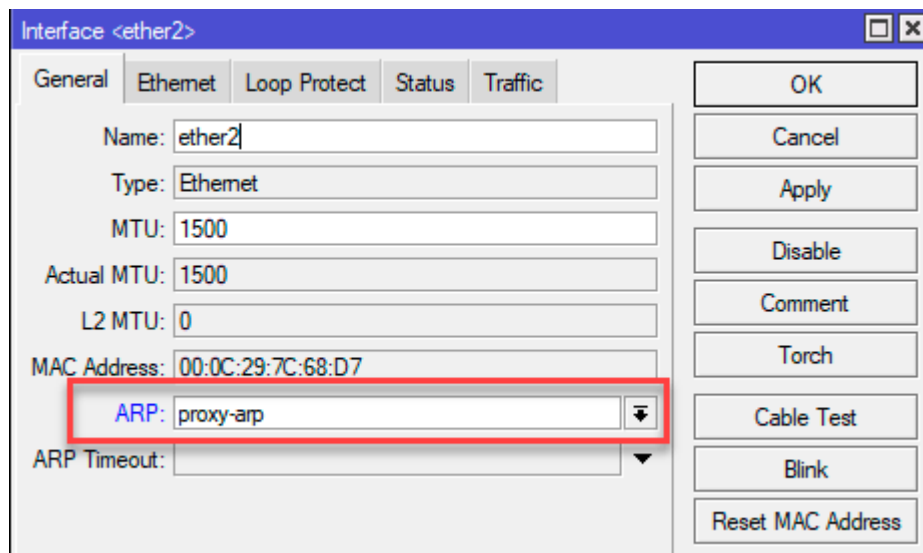 Interface <ether2>
General Ethernet Loop Protect Status Traffic
Name: ether2
Type: Ethernet
MTU: 1500
Actual MTU: 1500
L2 MTU: 0
MAC Address: 00:0C:29:7C:68:D7
ARP: proxy-arp
ARP Timeout:
OK
Cancel
Apply
Disable
Comment
Torch
Cable Test
Blink
Reset MAC Address